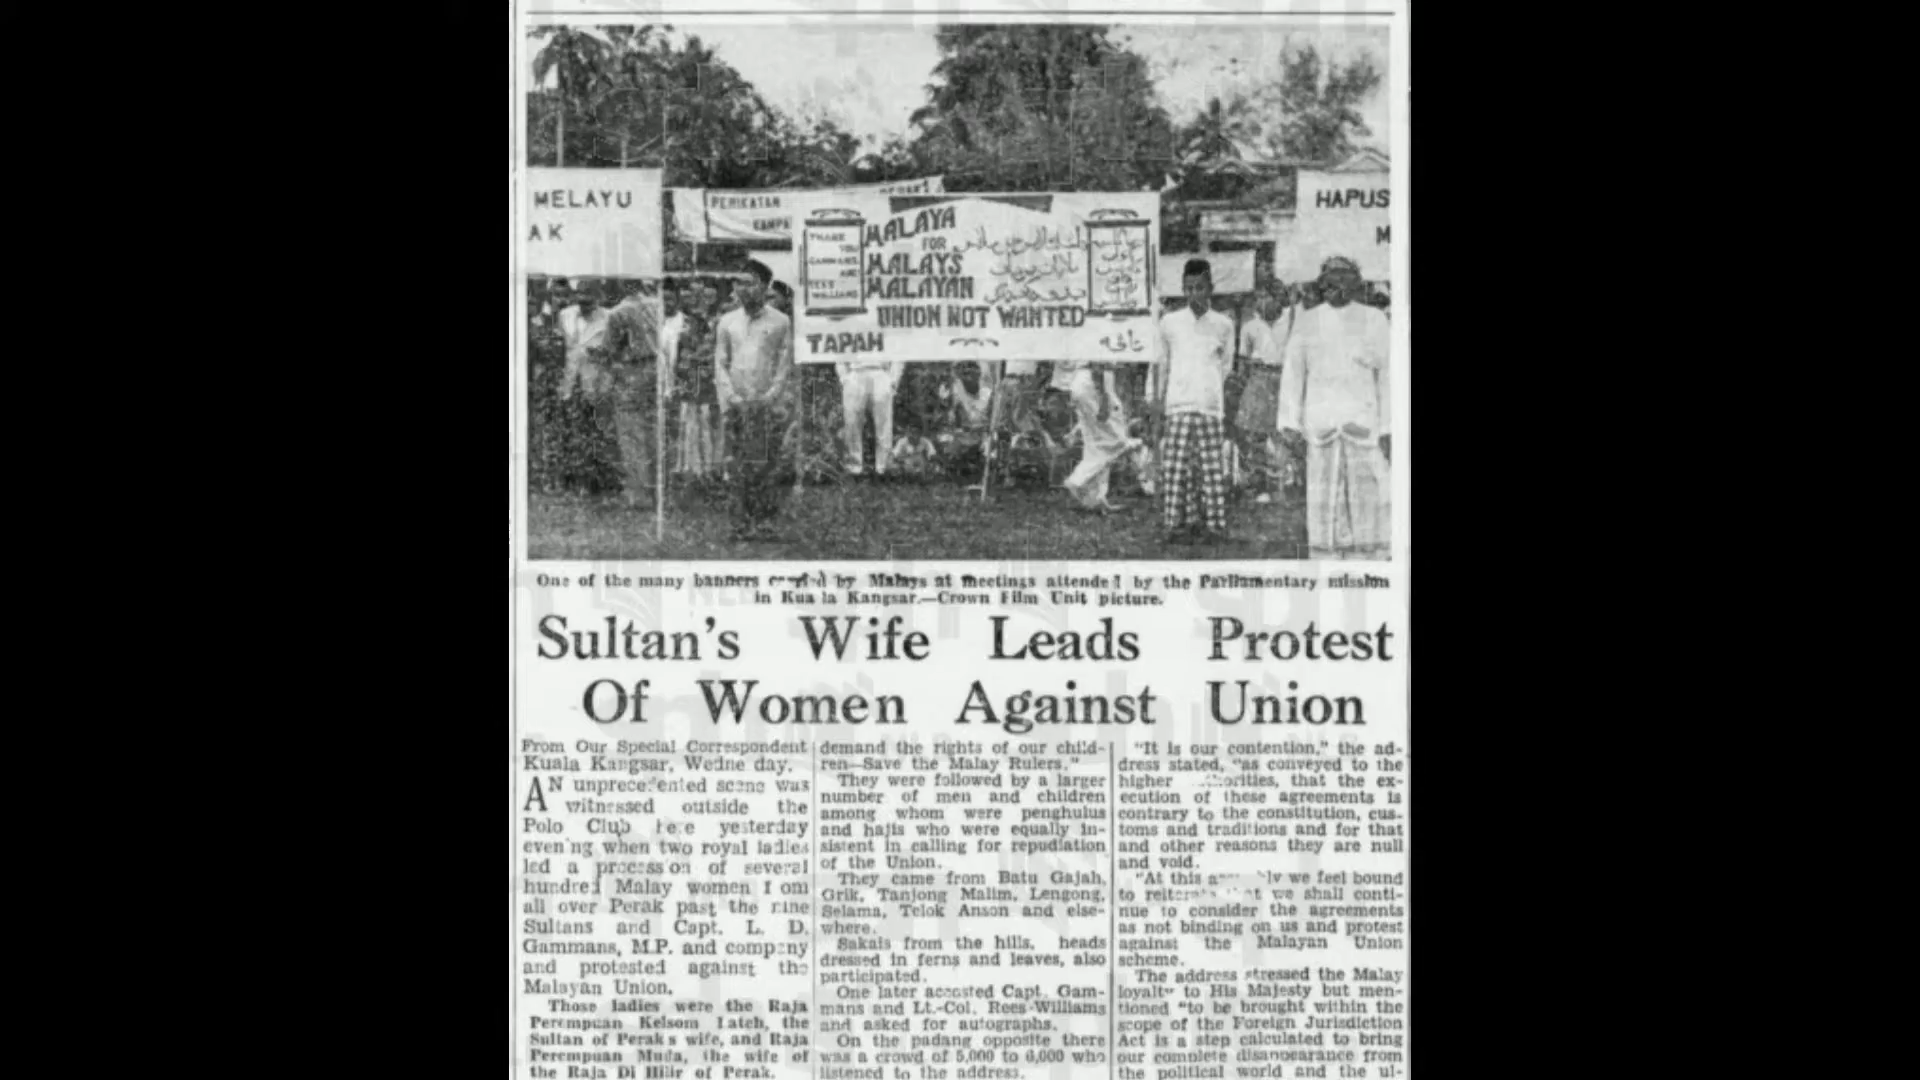 MELAYU
AK
PERIKATAN
THANK
YOU
GAMMANS
AND
REES
WILLIAMS
MALAYA
FOR
MALAYS
MALAYAN
UNION NOT WANTED
TAPAH
تاڤه
HAPUS
M
One of the many banners by Malays at meetings attended by the Parliamentary mission
in Kuala Kangsar.—Crown Film Unit picture.
Sultan's Wife Leads Protest
Of Women Against Union
From Our Special Correspondent
Kuala Kangsar, Wedne day.
AN unprecedented scene was
witnessed outside the
Polo Club here yesterday
evening when two royal ladies
led a procession of several
hundred Malay women from
all over Perak past the nine
Sultans and Capt. L. D.
Gammans, M.P. and company
and protested against the
Malayan Union.
Those ladies were the Raja
Perempuan Kelsom Lateh, the
Sultan of Perak s wife, and Raja
Perempuan Muda, the wife of
the Raja Di Hilir of Perak.
demand the rights of our child-
ren—Save the Malay Rulers."
They were followed by a larger
number of men and children
among whom were penghulus
and hajis who were equally in-
sistent in calling for repudiation
of the Union.
They came from Batu Gajah,
Grik, Tanjong Malim, Lengong,
Selama, Telok Anson and else-
where.
Sakais from the hills, heads
dressed in ferns and leaves, also
participated.
One later accosted Capt. Gam-
mans and Lt.-Col. Rees-Williams
and asked for autographs.
On the padang opposite there
was a crowd of 5,000 to 6,000 who
listened to the address.
"It is our contention," the ad-
dress stated, "as conveyed to the
higher that the ex-
ecution of these agreements is
contrary to the constitution, cus-
toms and traditions and for that
and other reasons they are null
and void.
"At this we feel bound
to we shall conti-
nue to consider the agreements
as not binding on us and protest
against the Malayan Union
scheme.
The address stressed the Malay
loyalty to His Majesty but men-
tioned "to be brought within the
scope of the Foreign Jurisdiction
Act is a step calculated to bring
our complete disappearance from
the political world and the ul-